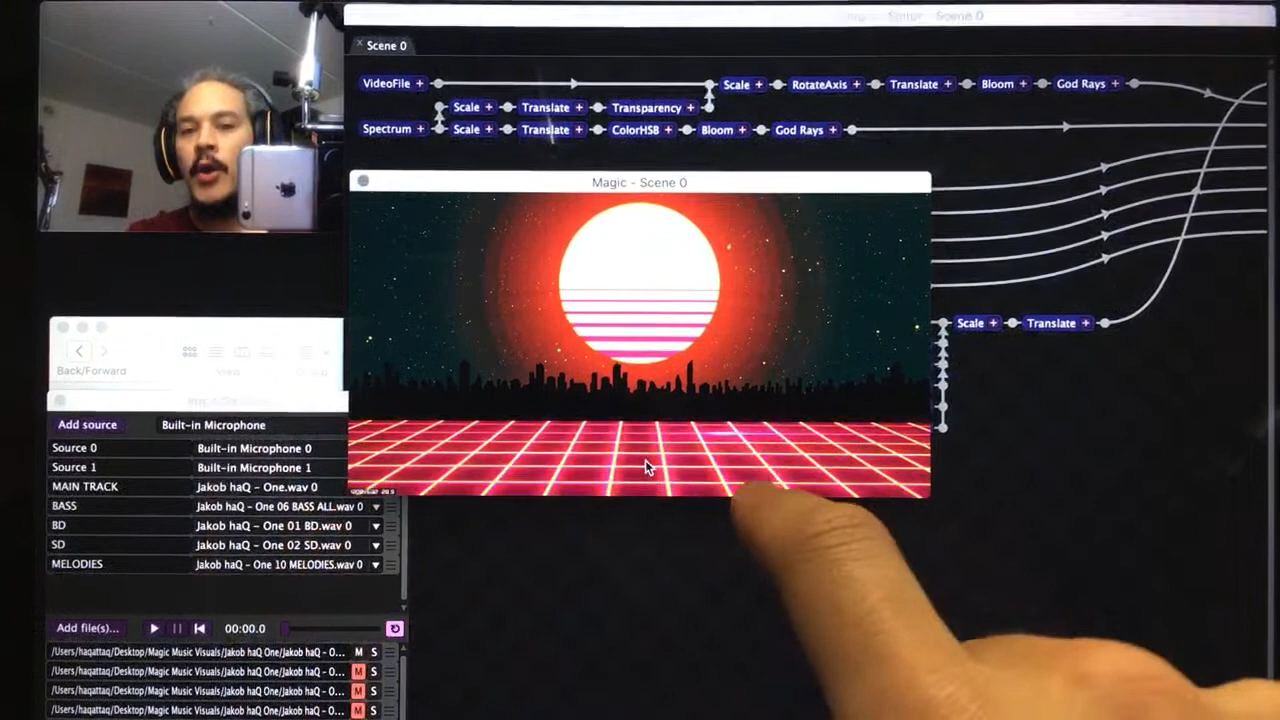 Scene 0
Scene 0
VideoFile + Scale + RotateAxis + Translate + Bloom + God Rays +
Scale + Translate + Transparency +
Spectrum + Scale + Translate + ColorHSB + Bloom + God Rays +
Magic - Scene 0
Scale + Translate +
Back/Forward View
Add source Built-in Microphone
Source 0 Built-in Microphone 0
Source 1 Built-in Microphone 1
MAIN TRACK Jakob haQ - One.wav 0
BASS Jakob haQ - One 06 BASS ALL.wav 0
BD Jakob haQ - One 01 BD.wav 0
SD Jakob haQ - One 02 SD.wav 0
MELODIES Jakob haQ - One 10 MELODIES.wav 0
Add file(s)... 00:00.0
/Users/haqattaq/Desktop/Magic Music Visuals/Jakob haQ One/Jakob haQ - O... M S
/Users/haqattaq/Desktop/Magic Music Visuals/Jakob haQ One/Jakob haQ - O... M S
/Users/haqattaq/Desktop/Magic Music Visuals/Jakob haQ One/Jakob haQ - O... M S
/Users/haqattaq/Desktop/Magic Music Visuals/Jakob haQ One/Jakob haQ - O... M S